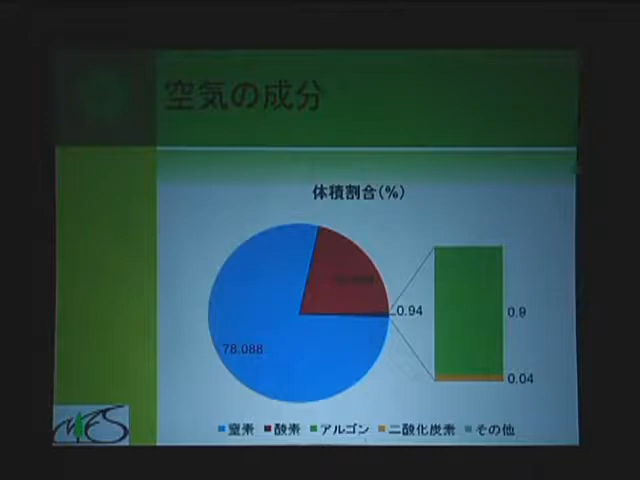 空気の成分
体積割合(%)
0.94
0.9
78.088
0.04
窒素 酸素 アルゴン 二酸化炭素 その他